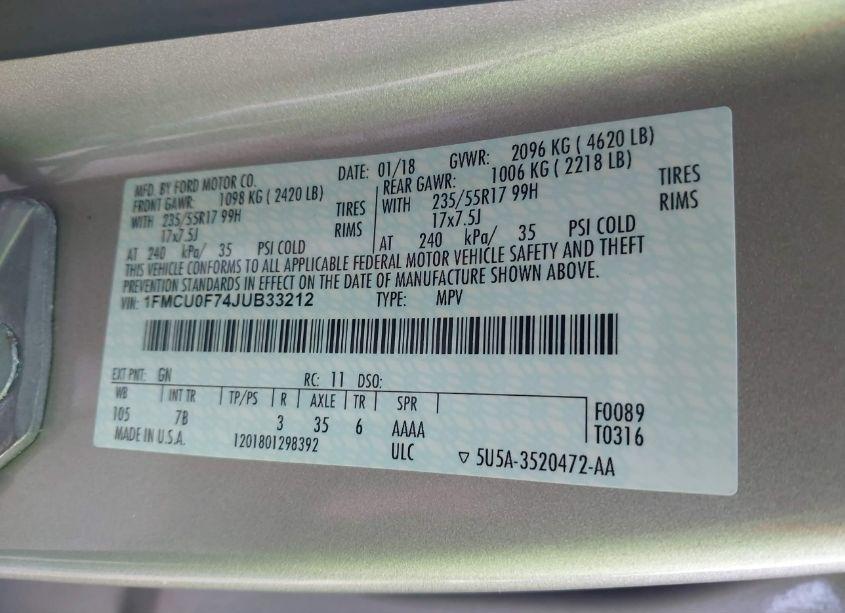 MFD. BY FORD MOTOR CO. DATE: 01/18 GVWR: 2096 KG ( 4620 LB)
FRONT GAWR: 1098 KG ( 2420 LB) REAR GAWR: 1006 KG ( 2218 LB)
WITH 235/55R17 99H TIRES WITH 235/55R17 99H TIRES
17x7.5J RIMS 17x7.5J RIMS
AT 240 kPa/ 35 PSI COLD AT 240 kPa/ 35 PSI COLD
THIS VEHICLE CONFORMS TO ALL APPLICABLE FEDERAL MOTOR VEHICLE SAFETY AND THEFT
PREVENTION STANDARDS IN EFFECT ON THE DATE OF MANUFACTURE SHOWN ABOVE.
VIN: 1FMCU0F74JUB33212 TYPE: MPV
EXT PNT: GN RC: 11 DSO:
WB INT TR TP/PS R AXLE TR SPR
105 7B 3 35 6 AAAA F0089
MADE IN U.S.A. 1201801298392 ULC T0316
▽ 5U5A-3520472-AA